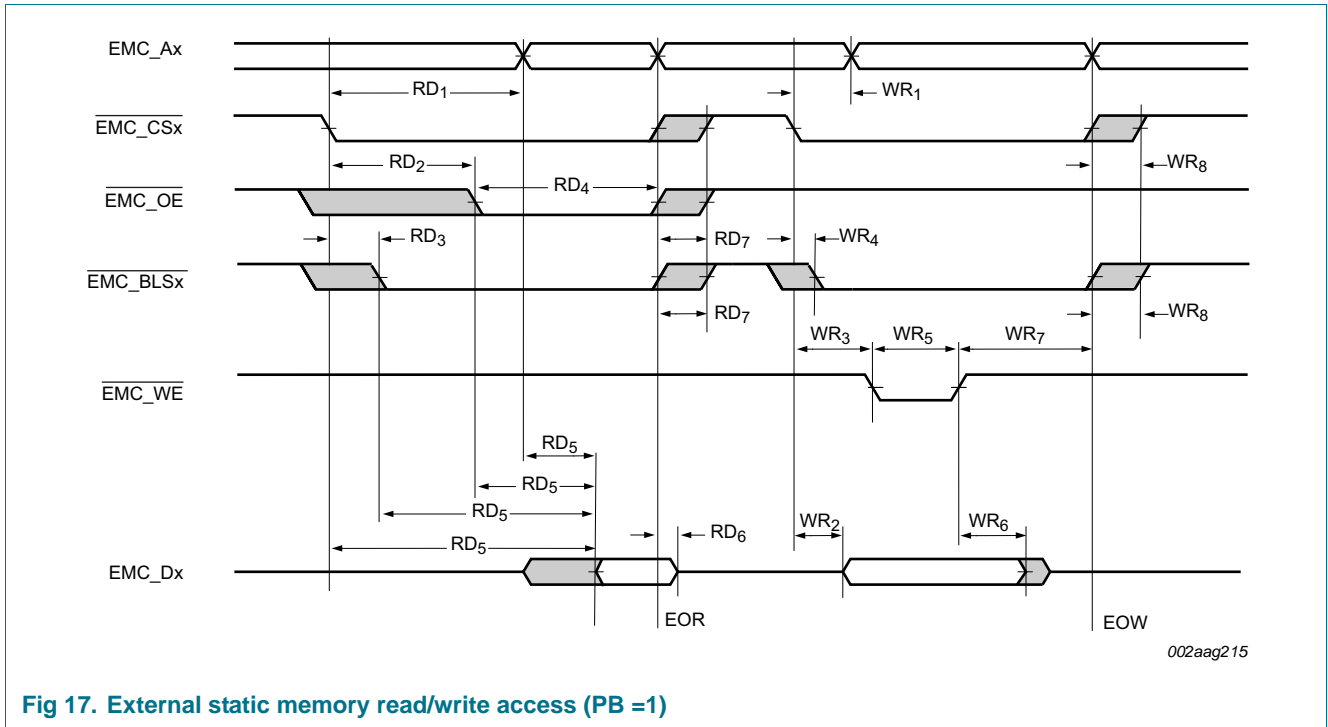 EMC_Ax
RD1
WR1
EMC_CSx
RD2
WR8
RD4
EMC_OE
RD3
RD7
WR4
EMC_BLSx
RD7
WR8
WR3
WR5
WR7
EMC_WE
RD5
RD5
RD5
WR2
WR6
RD6
RD5
EMC_Dx
EOR
EOW
002aag215
Fig 17. External static memory read/write access (PB =1)